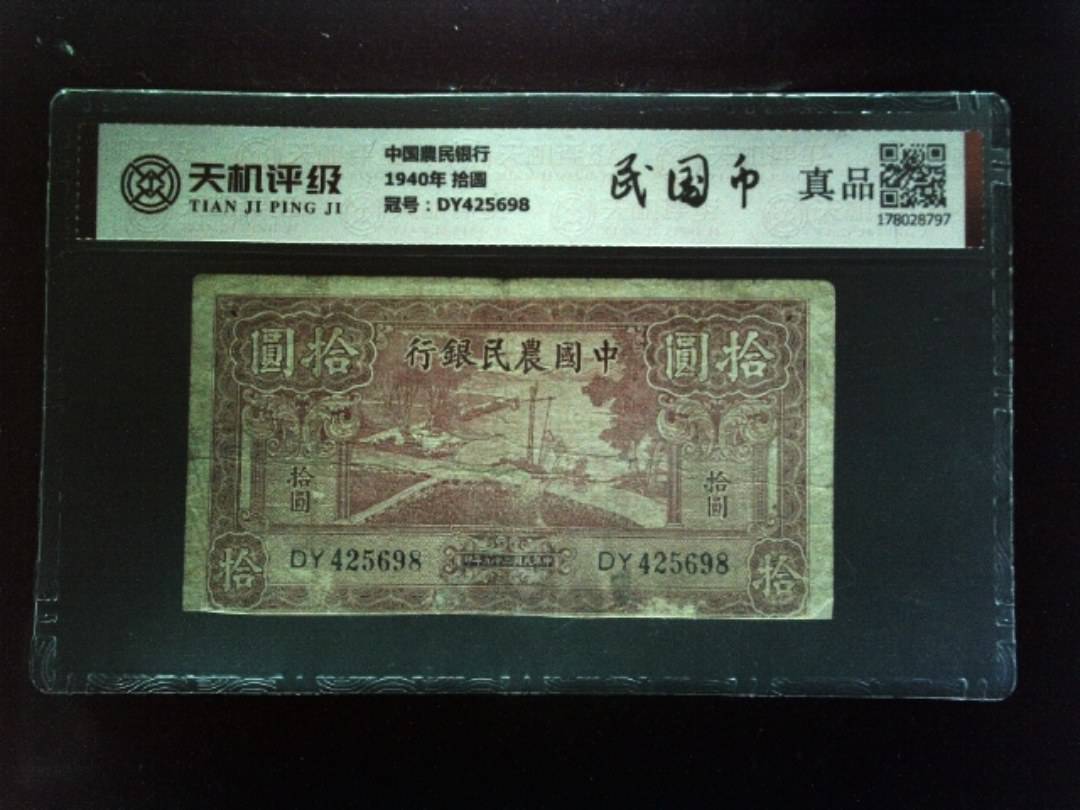 天机评级
TIAN JI PING JI
中国農民银行
1940年 拾圆
冠号：DY425698
民国币
真品
178028797
拾圓
中國農民銀行
拾圓
拾圓
拾圓
DY425698
DY425698
拾
拾